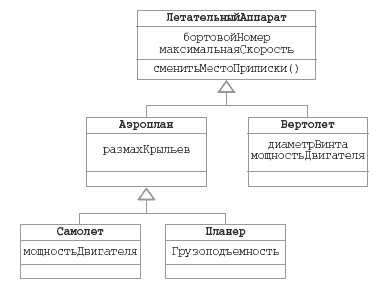 ЛетательныйАппарат
бортовойНомер
максимальнаяСкорость
сменитьМестоПриписки()
Аэроплан
размахКрыльев
Вертолет
диаметрВинта
мощностьДвигателя
Самолет
мощностьДвигателя
Планер
Грузоподъемность